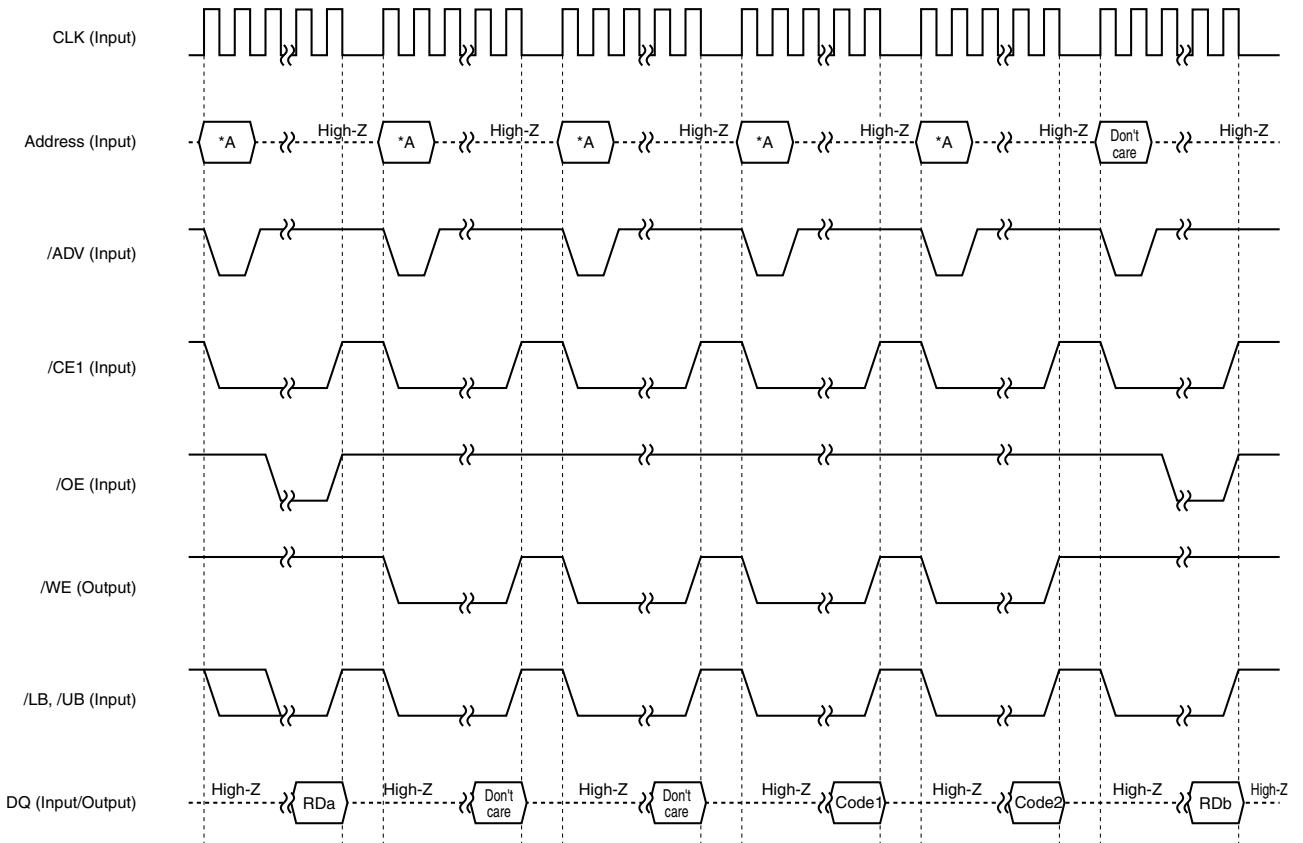 CLK (Input)
Address (Input) *A High-Z *A High-Z *A High-Z *A High-Z *A High-Z Don't care High-Z
/ADV (Input)
/CE1 (Input)
/OE (Input)
/WE (Output)
/LB, /UB (Input)
DQ (Input/Output) High-Z RDa High-Z Don't care High-Z Don't care High-Z Code1 High-Z Code2 High-Z RDb High-Z